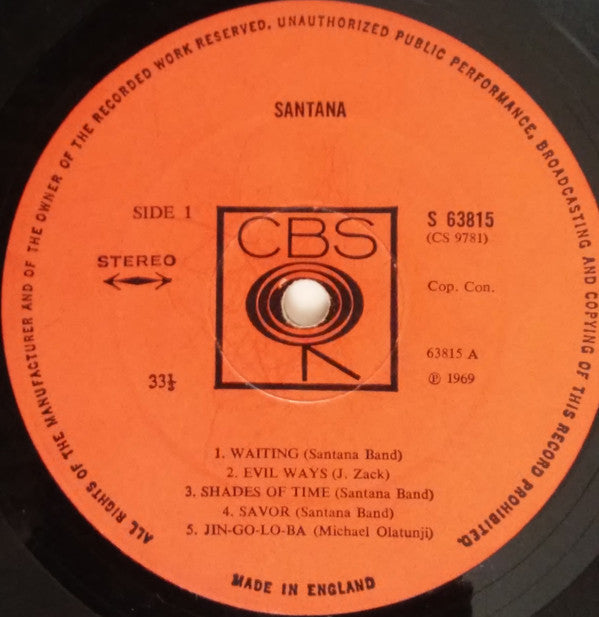 ALL RIGHTS OF THE MANUFACTURER AND OF THE OWNER OF THE RECORDED WORK RESERVED. UNAUTHORIZED PUBLIC PERFORMANCE, BROADCASTING AND COPYING OF THIS RECORD PROHIBITED.
SANTANA
SIDE 1
CBS
S 63815
(CS 9781)
STEREO
Cop. Con.
33⅓
63815 A
℗ 1969
1. WAITING (Santana Band)
2. EVIL WAYS (J. Zack)
3. SHADES OF TIME (Santana Band)
4. SAVOR (Santana Band)
5. JIN-GO-LO-BA (Michael Olatunji)
MADE IN ENGLAND